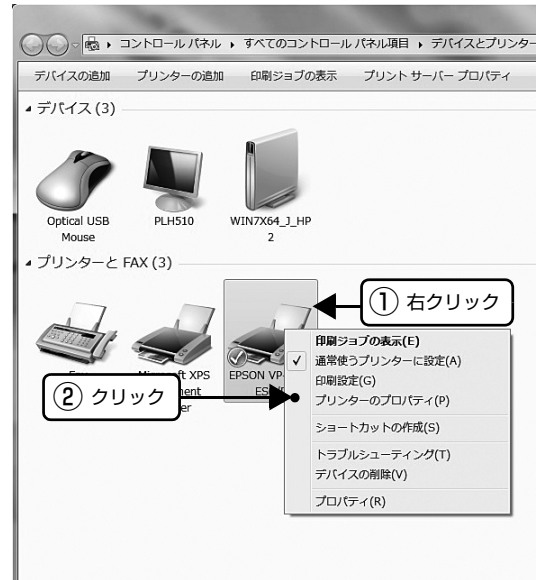 コントロール パネル ▸ すべてのコントロール パネル項目 ▸ デバイスとプリンター
デバイスの追加 プリンターの追加 印刷ジョブの表示 プリント サーバー プロパティ
デバイス (3)
Optical USB
Mouse
PLH510
WIN7X64_J_HP
2
プリンターと FAX (3)
① 右クリック
EPSON VP-
印刷ジョブの表示(E)
通常使うプリンターに設定(A)
印刷設定(G)
プリンターのプロパティ(P)
ショートカットの作成(S)
トラブルシューティング(T)
デバイスの削除(V)
プロパティ(R)
② クリック